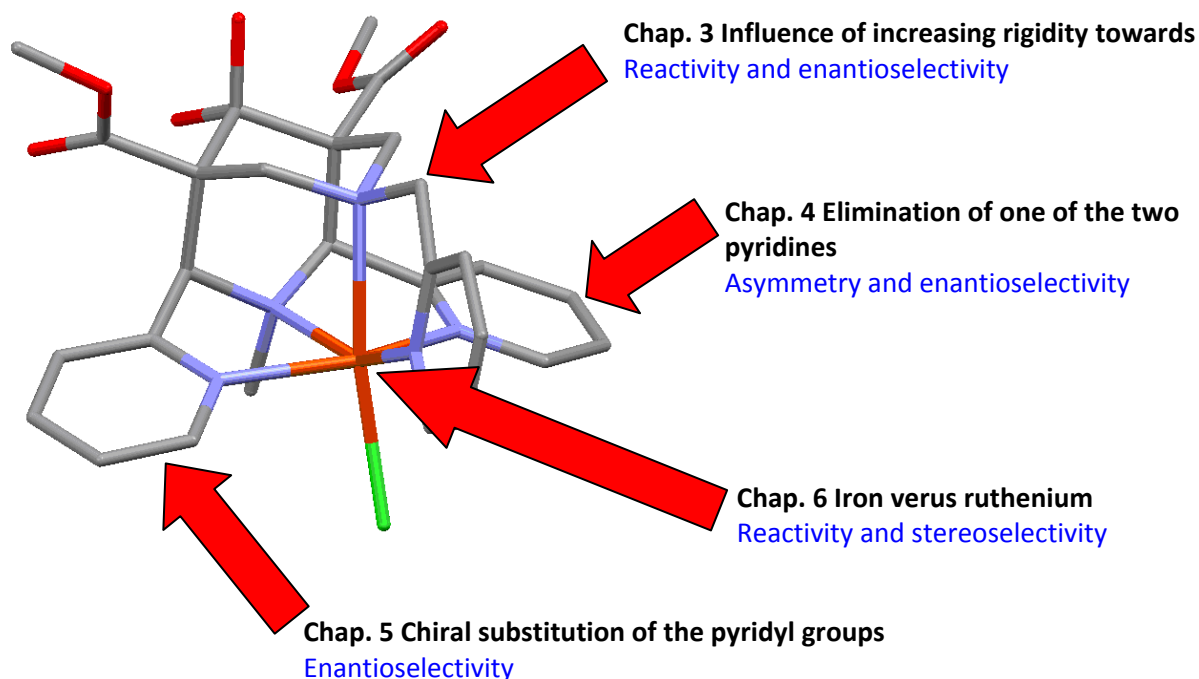 Chap. 3 Influence of increasing rigidity towards
Reactivity and enantioselectivity
Chap. 4 Elimination of one of the two
pyridines
Asymmetry and enantioselectivity
Chap. 6 Iron verus ruthenium
Reactivity and stereoselectivity
Chap. 5 Chiral substitution of the pyridyl groups
Enantioselectivity